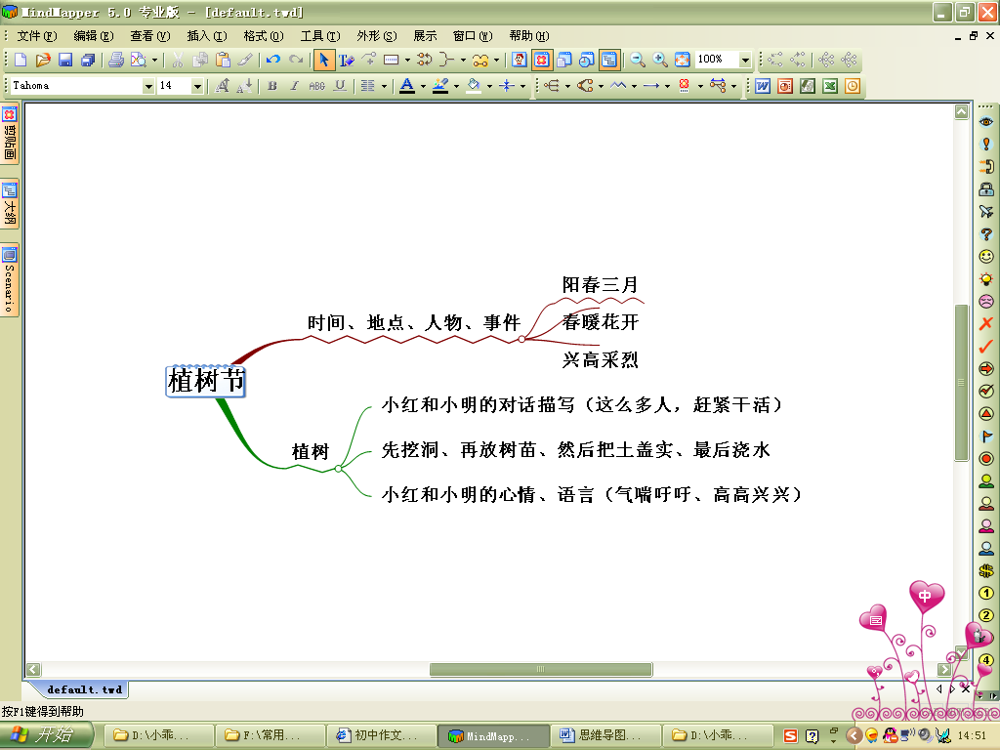 MindMapper 5.0 专业版 - [default.twd]
文件(F) 编辑(E) 查看(V) 插入(I) 格式(O) 工具(T) 外形(S) 展示 窗口(W) 帮助(H)
100%
Tahoma 14 B I ABC U A
剪贴画
大纲
Scenario
阳春三月
时间、地点、人物、事件
春暖花开
兴高采烈
植树节
小红和小明的对话描写（这么多人，赶紧干活）
植树
先挖洞、再放树苗、然后把土盖实、最后浇水
小红和小明的心情、语言（气喘吁吁、高高兴兴）
中
1
2
4
default.twd
按F1键得到帮助
开始 D:\小乖... F:\常用... 初中作文... MindMapp... 思维导图... D:\小乖... 14:51